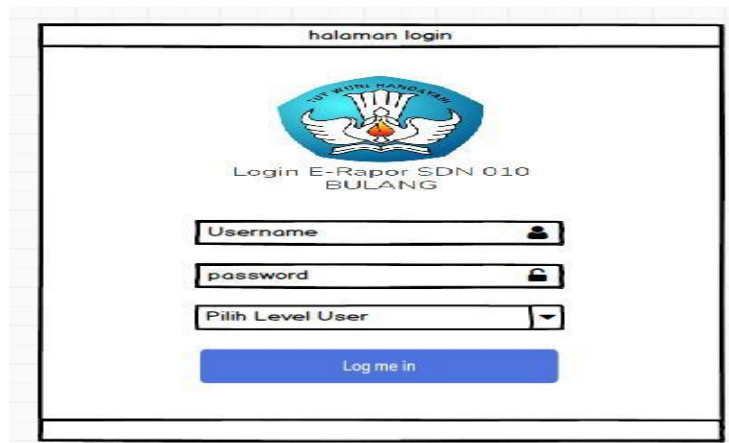 halaman login
TUT WURI HANDAYANI
Login E-Rapor SDN 010
BULANG
Username
password
Pilih Level User
Log me in